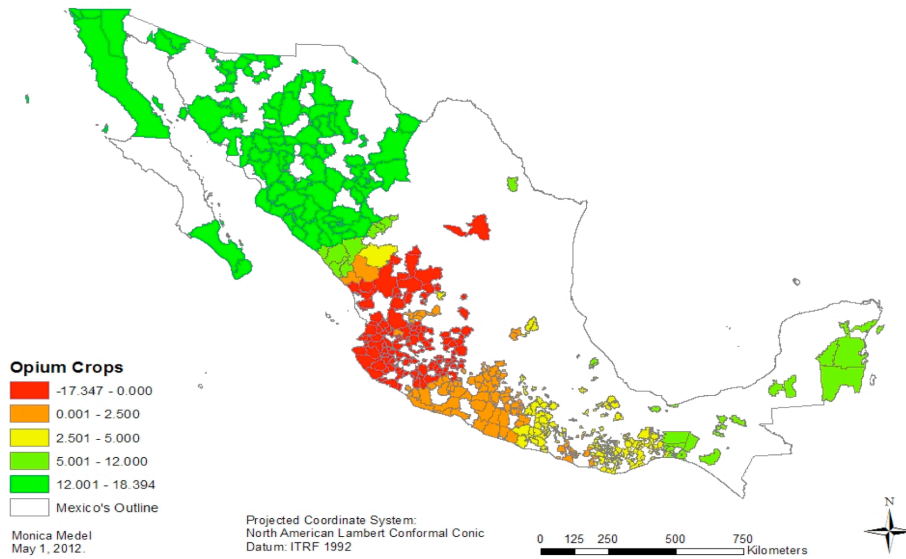 Opium Crops
-17.347 - 0.000
0.001 - 2.500
2.501 - 5.000
5.001 - 12.000
12.001 - 18.394
Mexico's Outline
Monica Medel
May 1, 2012.
Projected Coordinate System:
North American Lambert Conformal Conic
Datum: ITRF 1992
0 125 250 500 750
Kilometers
N